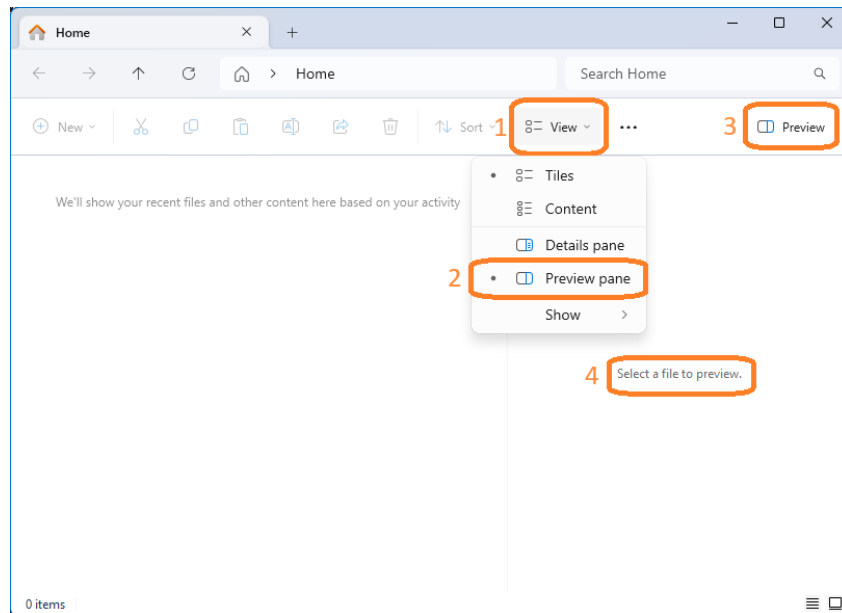 Home
Home
Search Home
New
Sort
1
View
3
Preview
Tiles
We'll show your recent files and other content here based on your activity
Content
Details pane
2
Preview pane
Show
4
Select a file to preview.
0 items